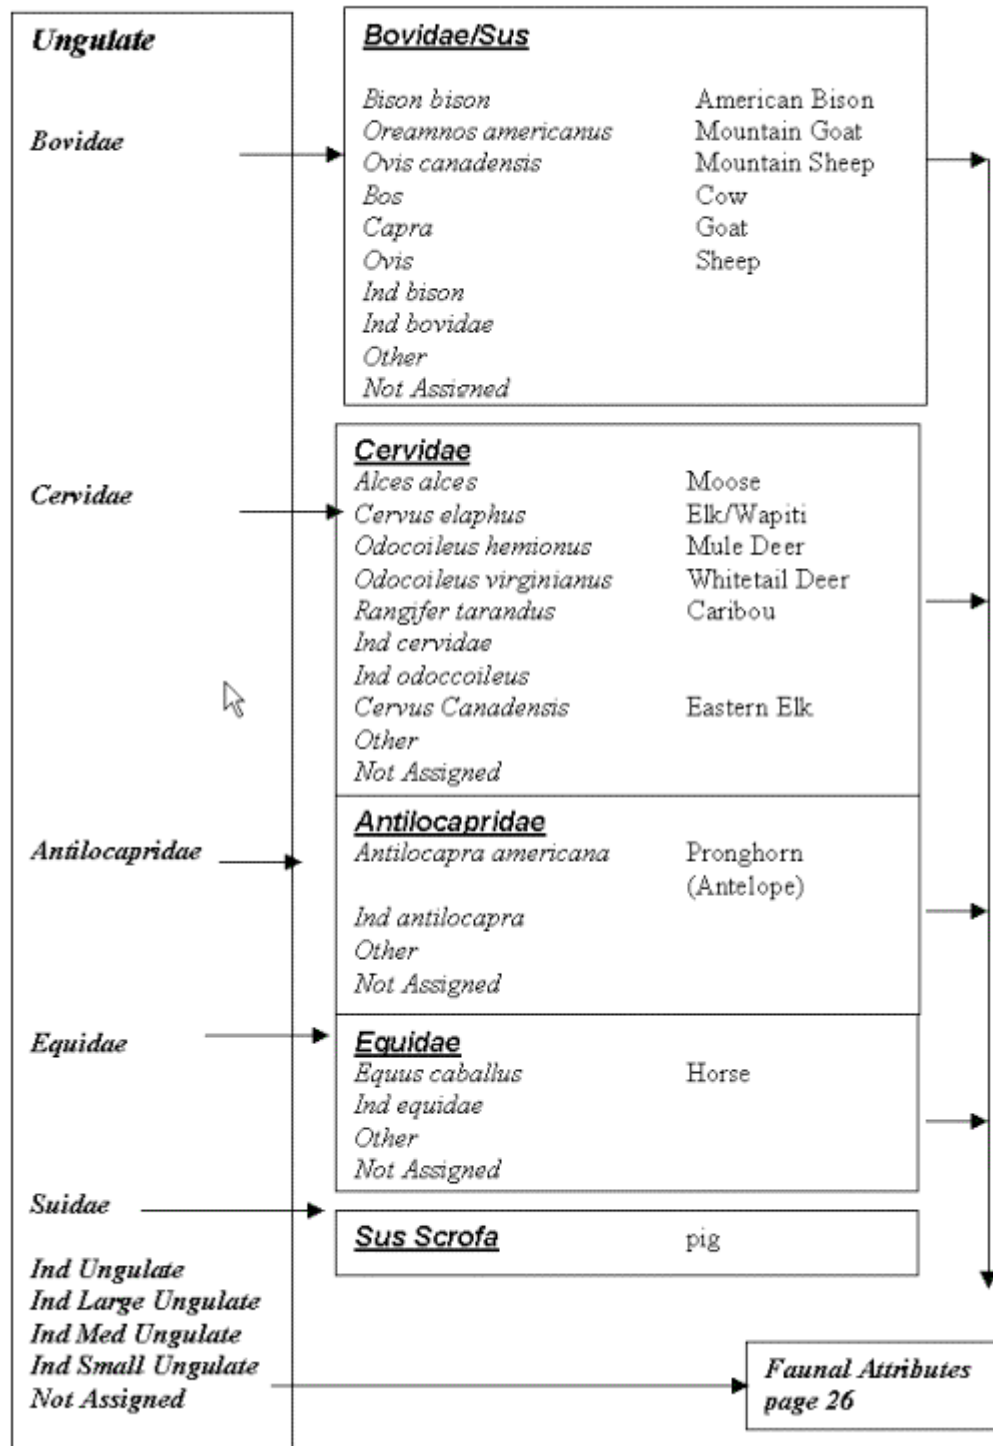 Ungulate
Bovidae
Cervidae
Antilocapridae
Equidae
Suidae
Ind Ungulate
Ind Large Ungulate
Ind Med Ungulate
Ind Small Ungulate
Not Assigned
Bovidae/Sus
Bison bison American Bison
Oreamnos americanus Mountain Goat
Ovis canadensis Mountain Sheep
Bos Cow
Capra Goat
Ovis Sheep
Ind bison
Ind bovidae
Other
Not Assigned
Cervidae
Alces alces Moose
Cervus elaphus Elk/Wapiti
Odocoileus hemionus Mule Deer
Odocoileus virginianus Whitetail Deer
Rangifer tarandus Caribou
Ind cervidae
Ind odoccoileus
Cervus Canadensis Eastern Elk
Other
Not Assigned
Antilocapridae
Antilocapra americana Pronghorn
(Antelope)
Ind antilocapra
Other
Not Assigned
Equidae
Equus caballus Horse
Ind equidae
Other
Not Assigned
Sus Scrofa pig
Faunal Attributes
page 26